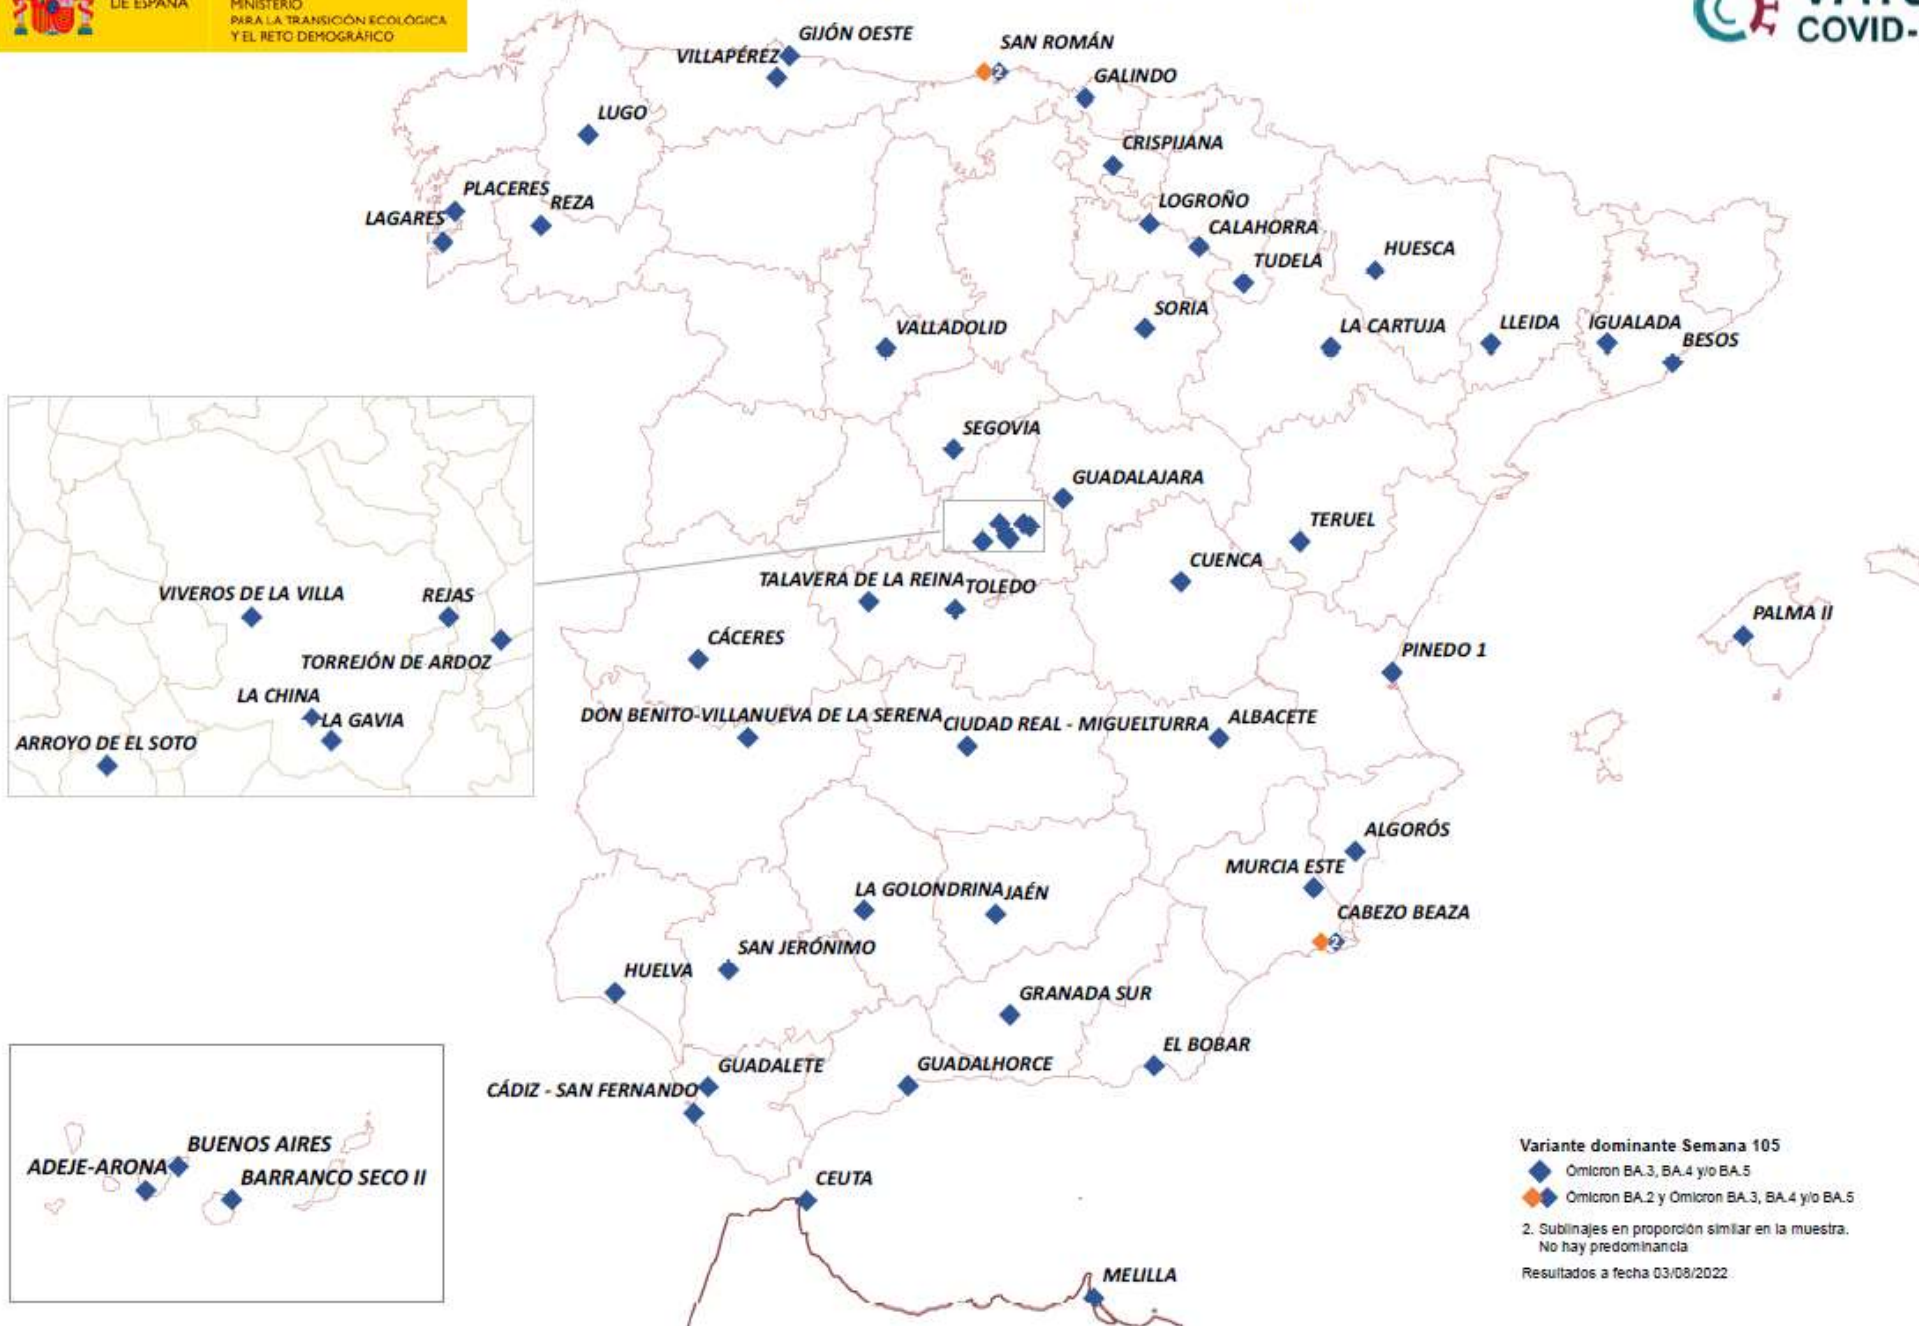 DE ESPAÑA
MINISTERIO
PARA LA TRANSICIÓN ECOLÓGICA
Y EL RETO DEMOGRÁFICO
COVID-
GIJÓN OESTE
VILLAPÉREZ
SAN ROMÁN
2
GALINDO
LUGO
CRISPIJANA
PLACERES
REZA
LAGARES
LOGROÑO
CALAHORRA
TUDELA
HUESCA
SORIA
VALLADOLID
LA CARTUJA
LLEIDA
IGUALADA
BESOS
SEGOVIA
GUADALAJARA
TERUEL
CUENCA
TALAVERA DE LA REINA
TOLEDO
VIVEROS DE LA VILLA
REJAS
TORREJÓN DE ARDOZ
LA CHINA
LA GAVIA
ARROYO DE EL SOTO
CÁCERES
PALMA II
PINEDO 1
DON BENITO-VILLANUEVA DE LA SERENA
CIUDAD REAL - MIGUELTURRA
ALBACETE
ALGORÓS
MURCIA ESTE
CABEZO BEAZA
2
LA GOLONDRINA
JAÉN
SAN JERÓNIMO
HUELVA
GRANADA SUR
EL BOBAR
GUADALETE
GUADALHORCE
CÁDIZ - SAN FERNANDO
BUENOS AIRES
ADEJE-ARONA
BARRANCO SECO II
CEUTA
MELILLA
Variante dominante Semana 105
Ómicron BA.3, BA.4 y/o BA.5
Ómicron BA.2 y Ómicron BA.3, BA.4 y/o BA.5
2. Sublinajes en proporción similar en la muestra.
No hay predominancia
Resultados a fecha 03/08/2022